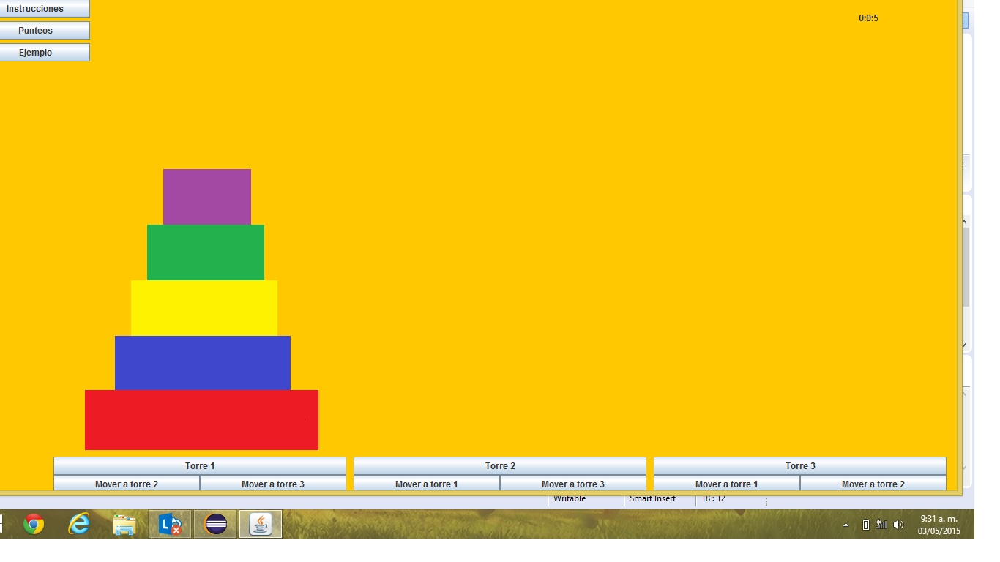 Instrucciones
0:0:5
Punteos
Ejemplo
Torre 1 Torre 2 Torre 3
Mover a torre 2 Mover a torre 3 Mover a torre 1 Mover a torre 3 Mover a torre 1 Mover a torre 2
Writable Smart Insert 18 : 12
9:31 a. m.
03/05/2015